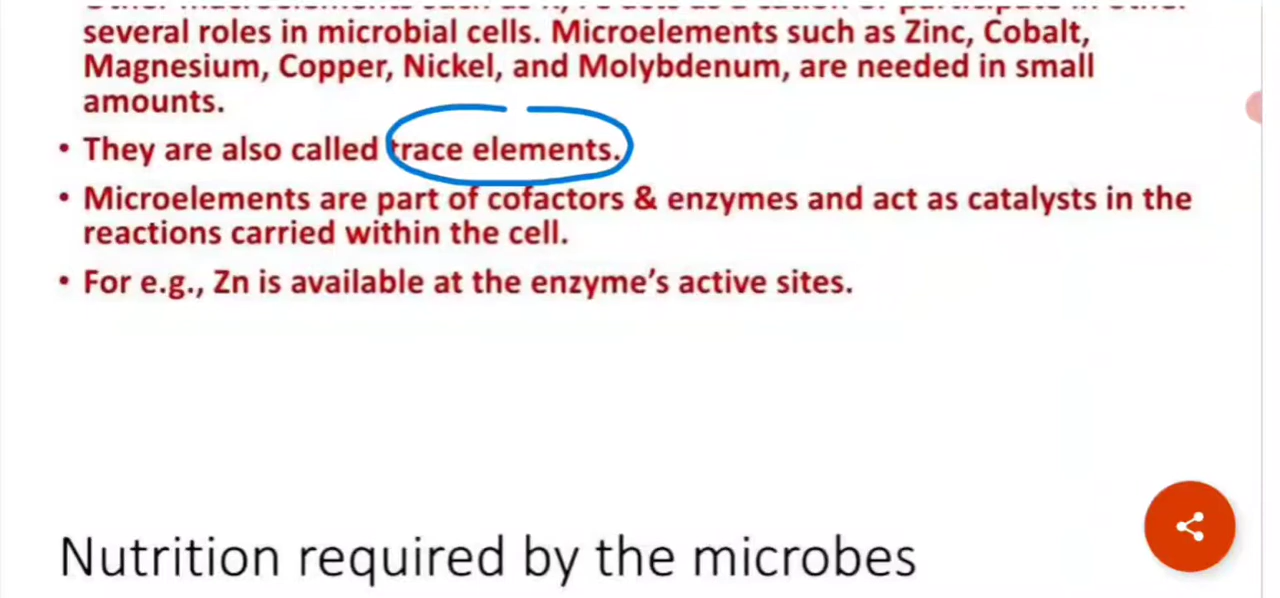 several roles in microbial cells. Microelements such as Zinc, Cobalt,
Magnesium, Copper, Nickel, and Molybdenum, are needed in small
amounts.
• They are also called trace elements.
• Microelements are part of cofactors & enzymes and act as catalysts in the
reactions carried within the cell.
• For e.g., Zn is available at the enzyme's active sites.
Nutrition required by the microbes